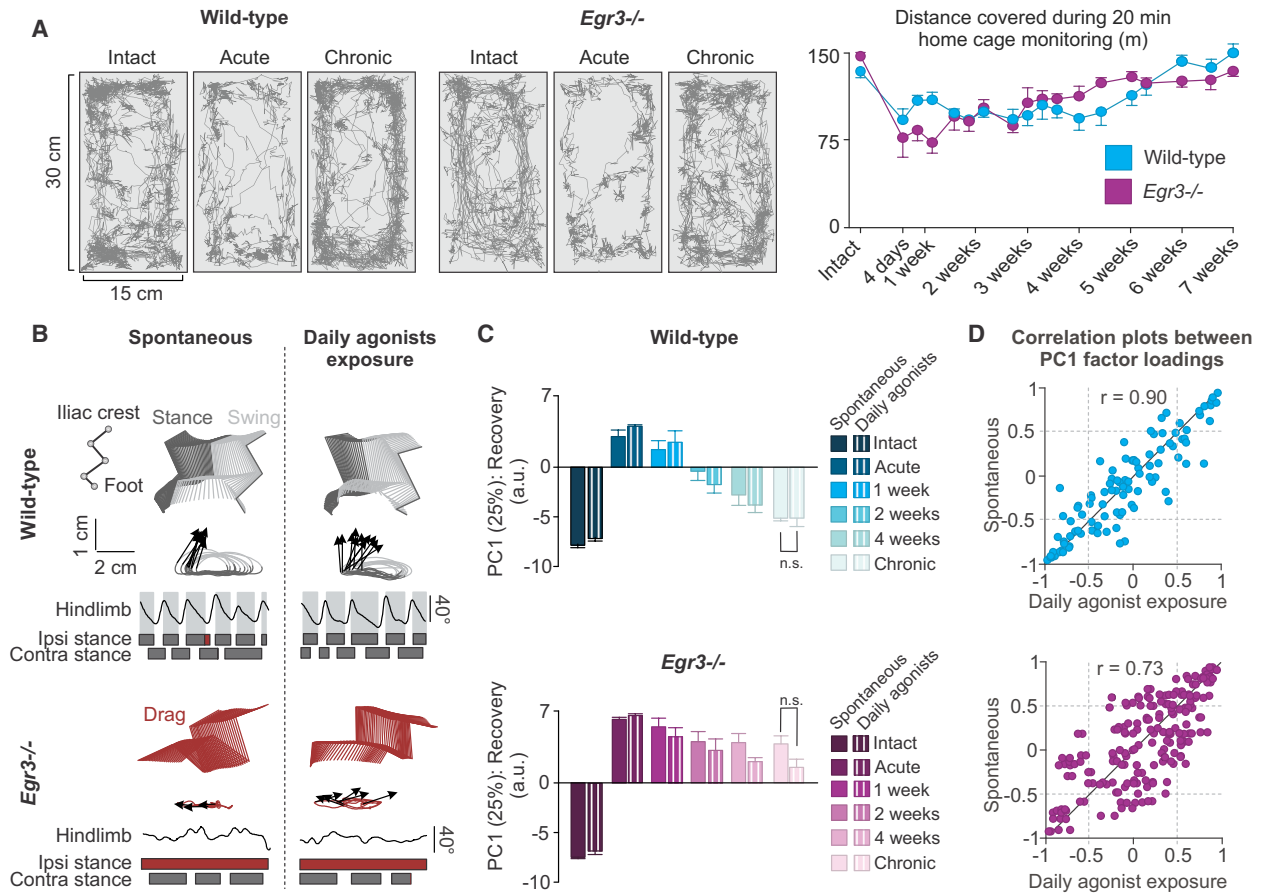 A
Wild-type
Egr3-/-
Intact
Acute
Chronic
Intact
Acute
Chronic
30 cm
15 cm
Distance covered during 20 min
home cage monitoring (m)
150
75
0
Wild-type
Egr3-/-
Intact
4 days
1 week
2 weeks
3 weeks
4 weeks
5 weeks
6 weeks
7 weeks
B
Spontaneous
Daily agonists
exposure
Wild-type
Iliac crest
Foot
Stance
Swing
1 cm
2 cm
Hindlimb
40°
Ipsi stance
Contra stance
Egr3-/-
Drag
Hindlimb
40°
Ipsi stance
Contra stance
C
Wild-type
PC1 (25%): Recovery
(a.u.)
7
0
-5
-10
n.s.
Spontaneous
Daily agonists
Intact
Acute
1 week
2 weeks
4 weeks
Chronic
Egr3-/-
PC1 (25%): Recovery
(a.u.)
7
0
-5
-10
n.s.
Spontaneous
Daily agonists
Intact
Acute
1 week
2 weeks
4 weeks
Chronic
D
Correlation plots between
PC1 factor loadings
r = 0.90
Spontaneous
1
0.5
0
-0.5
-1
-1
-0.5
0
0.5
1
Daily agonist exposure
r = 0.73
Spontaneous
1
0.5
0
-0.5
-1
-1
-0.5
0
0.5
1
Daily agonist exposure